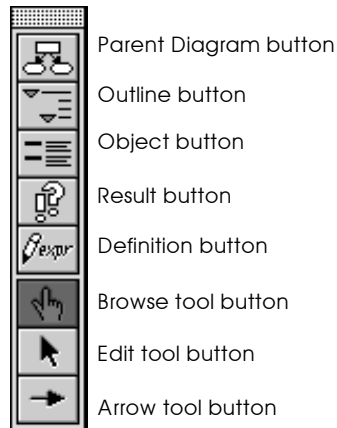 Parent Diagram button
Outline button
Object button
Result button
expr Definition button
Browse tool button
Edit tool button
Arrow tool button